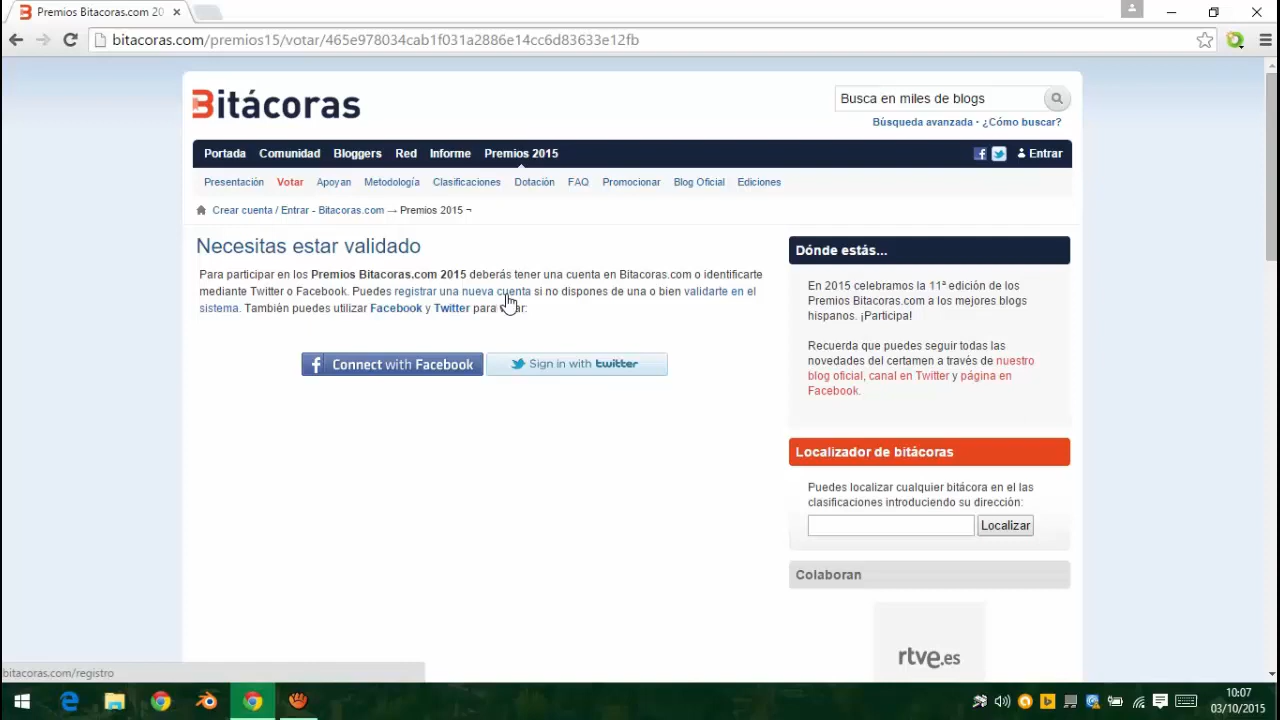 Premios Bitacoras.com 20
bitacoras.com/premios15/votar/465e978034cab1f031a2886e14cc6d83633e12fb
Bitácoras
Busca en miles de blogs
Búsqueda avanzada · ¿Cómo buscar?
Portada Comunidad Bloggers Red Informe Premios 2015 Entrar
Presentación Votar Apoyan Metodología Clasificaciones Dotación FAQ Promocionar Blog Oficial Ediciones
Crear cuenta / Entrar - Bitacoras.com → Premios 2015 ¬
Necesitas estar validado
Para participar en los Premios Bitacoras.com 2015 deberás tener una cuenta en Bitacoras.com o identificarte
mediante Twitter o Facebook. Puedes registrar una nueva cuenta si no dispones de una o bien validarte en el
sistema. También puedes utilizar Facebook y Twitter para
Connect with Facebook
Sign in with twitter
Dónde estás...
En 2015 celebramos la 11ª edición de los
Premios Bitacoras.com a los mejores blogs
hispanos. ¡Participa!
Recuerda que puedes seguir todas las
novedades del certamen a través de nuestro
blog oficial, canal en Twitter y página en
Facebook.
Localizador de bitácoras
Puedes localizar cualquier bitácora en el las
clasificaciones introduciendo su dirección:
Localizar
Colaboran
rtve.es
bitacoras.com/registro
10:07
03/10/2015